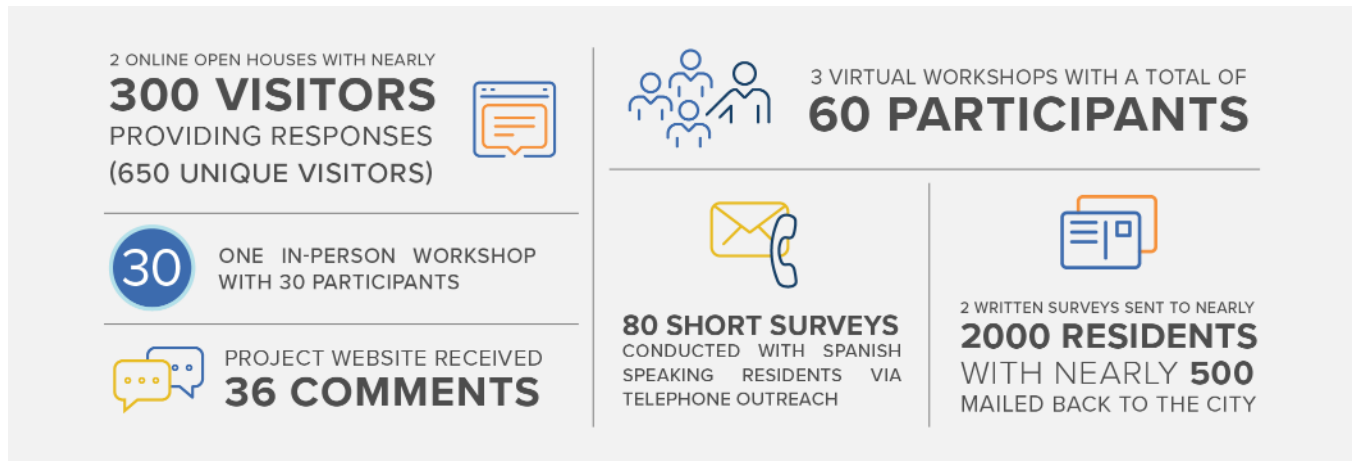 2 ONLINE OPEN HOUSES WITH NEARLY
300 VISITORS
PROVIDING RESPONSES
(650 UNIQUE VISITORS)
30
ONE IN-PERSON WORKSHOP
WITH 30 PARTICIPANTS
PROJECT WEBSITE RECEIVED
36 COMMENTS
3 VIRTUAL WORKSHOPS WITH A TOTAL OF
60 PARTICIPANTS
80 SHORT SURVEYS
CONDUCTED WITH SPANISH
SPEAKING RESIDENTS VIA
TELEPHONE OUTREACH
2 WRITTEN SURVEYS SENT TO NEARLY
2000 RESIDENTS
WITH NEARLY 500
MAILED BACK TO THE CITY